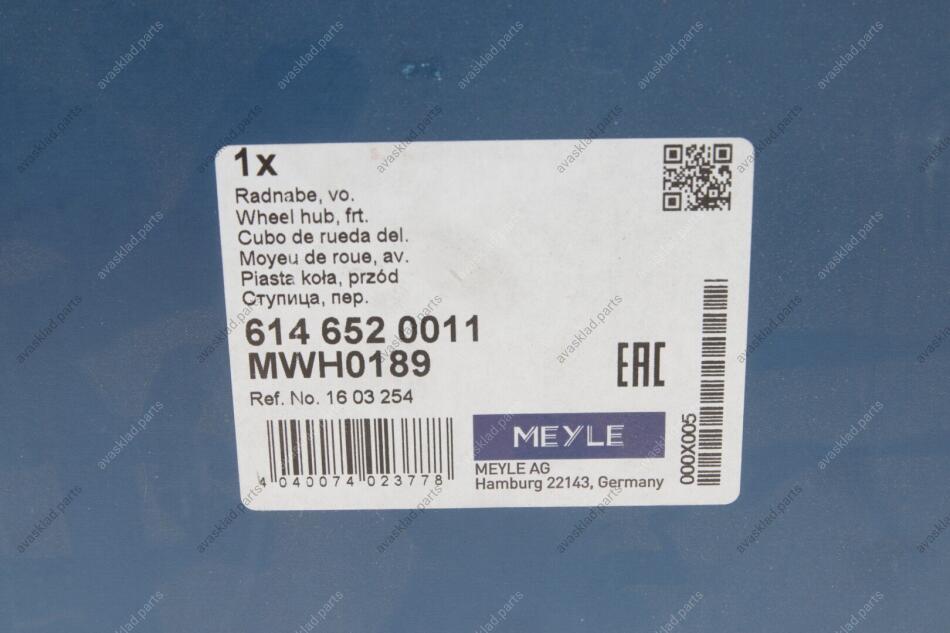 1x
Radnabe, vo.
Wheel hub, frt.
Cubo de rueda del.
Moyeu de roue, av.
Piasta koła, przód
Ступица, пер.
614 652 0011
MWH0189
Ref. No. 16 03 254
4 040074 023778
EAC
MEYLE
MEYLE AG
Hamburg 22143, Germany
000X005
avasklad.parts